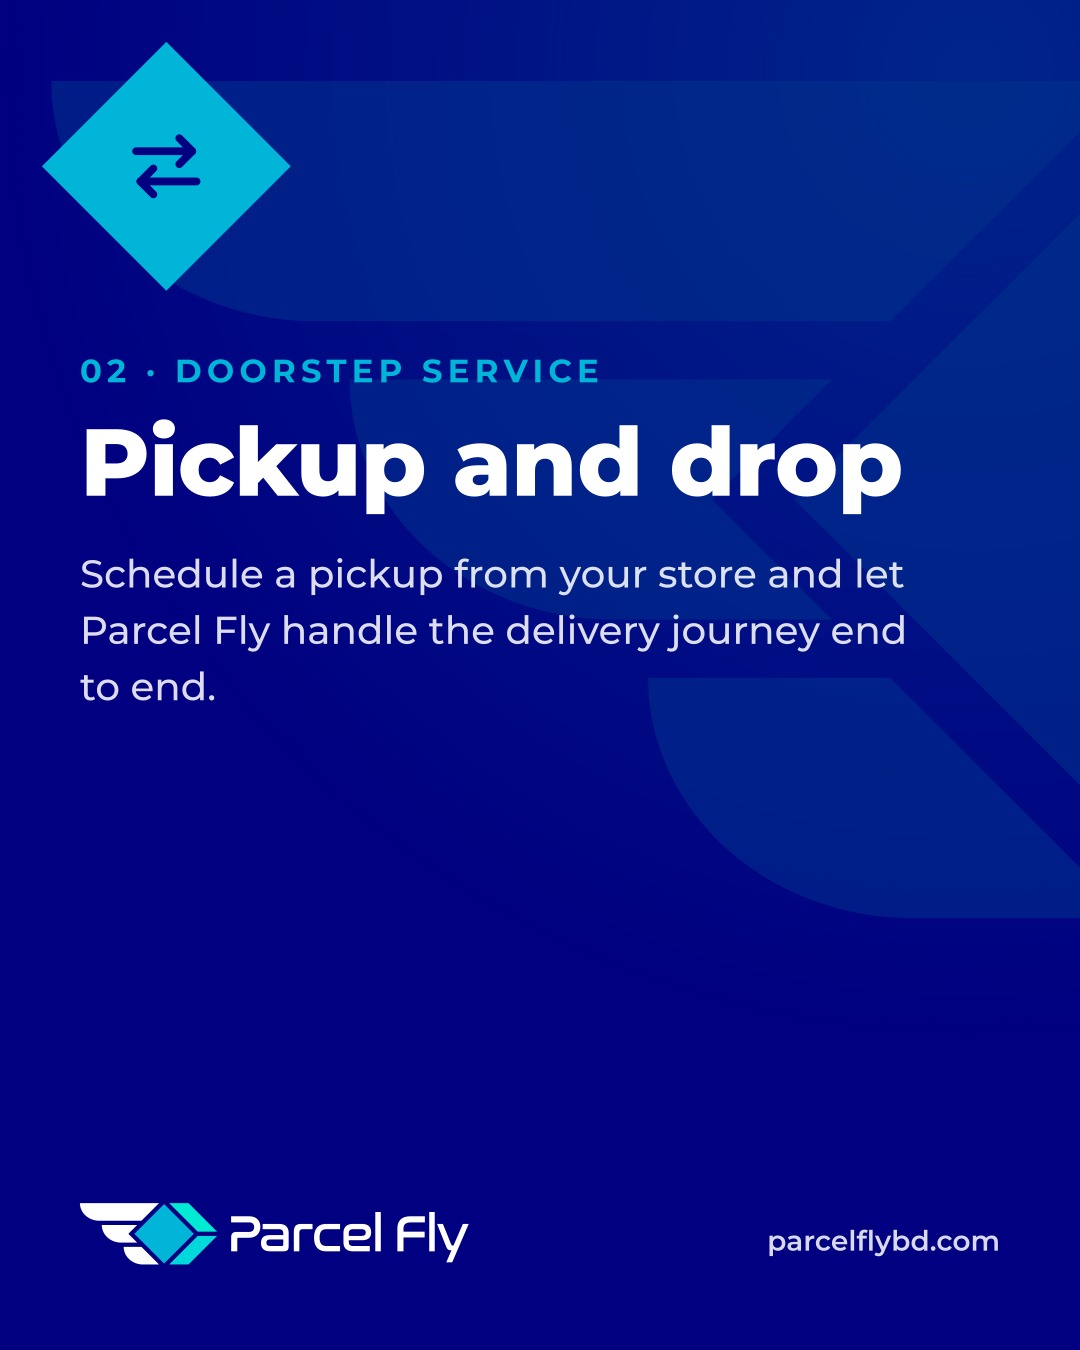 02 · DOORSTEP SERVICE
Pickup and drop
Schedule a pickup from your store and let
Parcel Fly handle the delivery journey end
to end.
Parcel Fly
parcelflybd.com